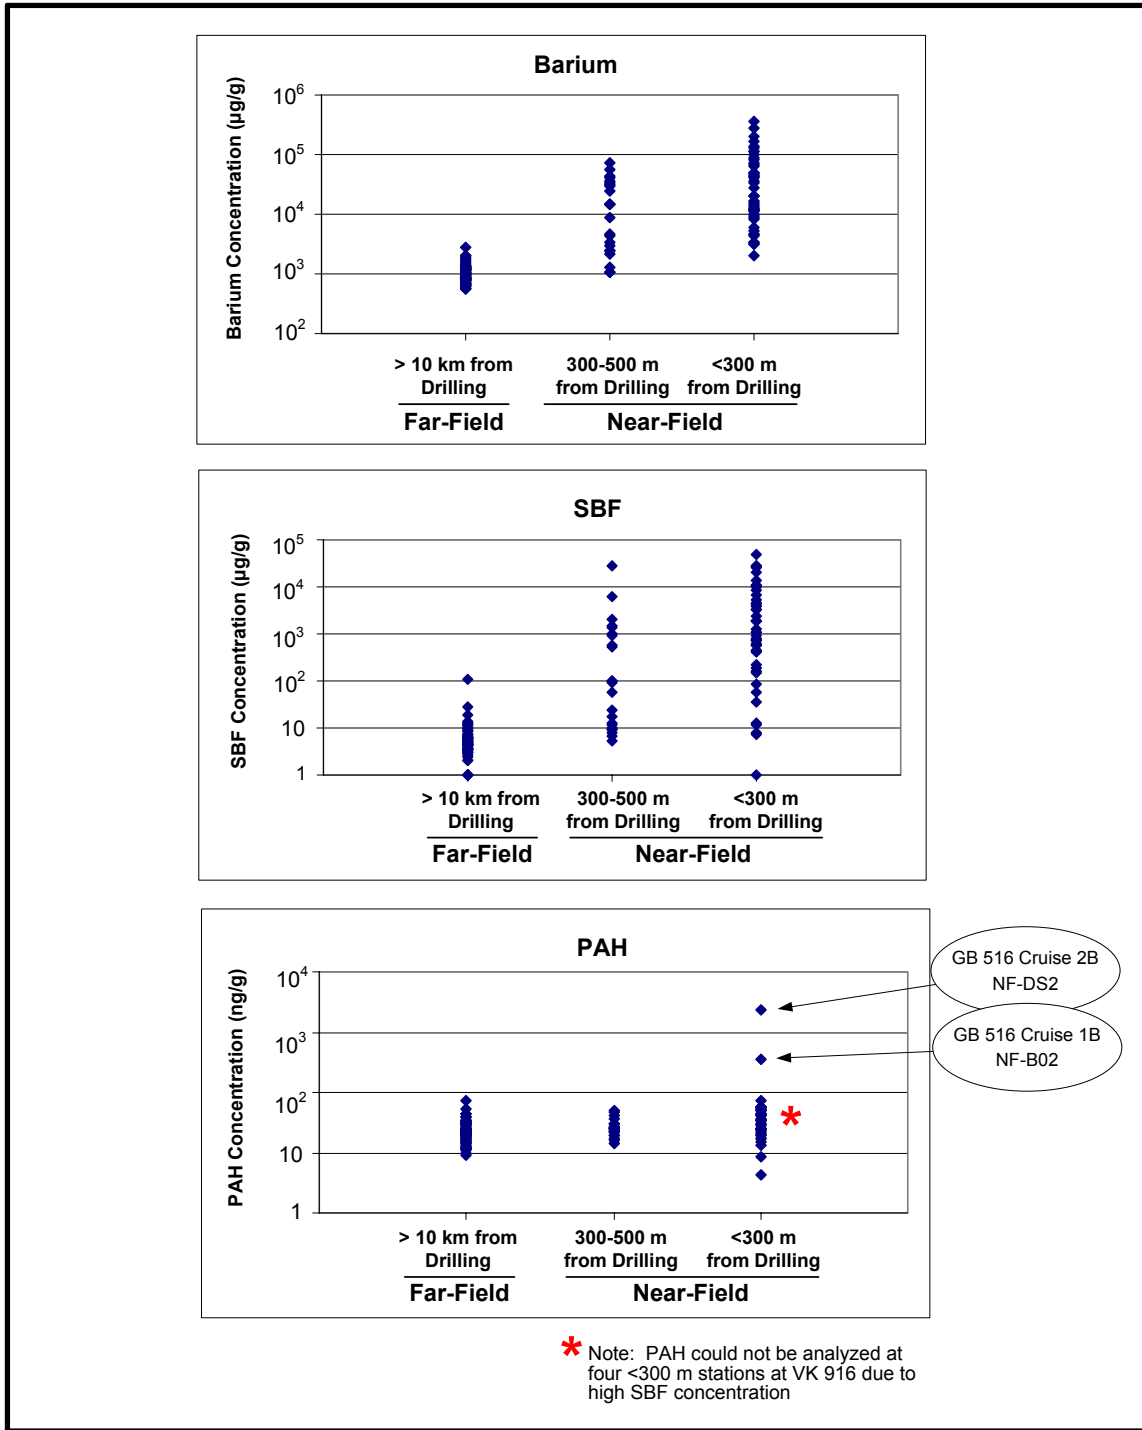 Barium
Barium Concentration (µg/g)
10^6
10^5
10^4
10^3
10^2
> 10 km from
Drilling
300-500 m
from Drilling
<300 m
from Drilling
Far-Field
Near-Field
SBF
SBF Concentration (µg/g)
10^5
10^4
10^3
10^2
10
1
> 10 km from
Drilling
300-500 m
from Drilling
<300 m
from Drilling
Far-Field
Near-Field
PAH
PAH Concentration (ng/g)
10^4
10^3
10^2
10
1
GB 516 Cruise 2B
NF-DS2
GB 516 Cruise 1B
NF-B02
*
> 10 km from
Drilling
300-500 m
from Drilling
<300 m
from Drilling
Far-Field
Near-Field
* Note: PAH could not be analyzed at
four <300 m stations at VK 916 due to
high SBF concentration